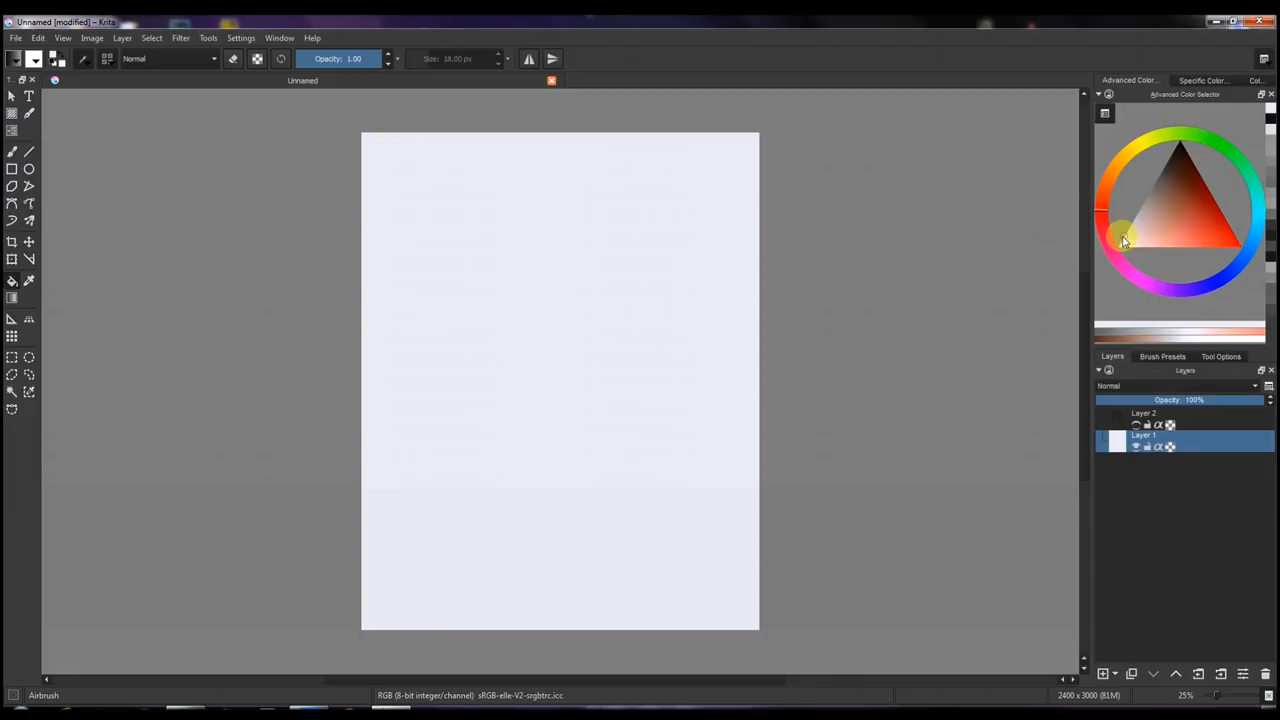 Unnamed [modified] – Krita
File Edit View Image Layer Select Filter Tools Settings Window Help
Normal Opacity: 1.00 Size: 18.00 px
T... Unnamed Advanced Color... Specific Color... Col...
Advanced Color Selector
Layers Brush Presets Tool Options
Layers
Normal
Opacity: 100%
Layer 2
Layer 1
Airbrush RGB (8-bit integer/channel) sRGB-elle-V2-srgbtrc.icc 2400 x 3000 (81M) 25%